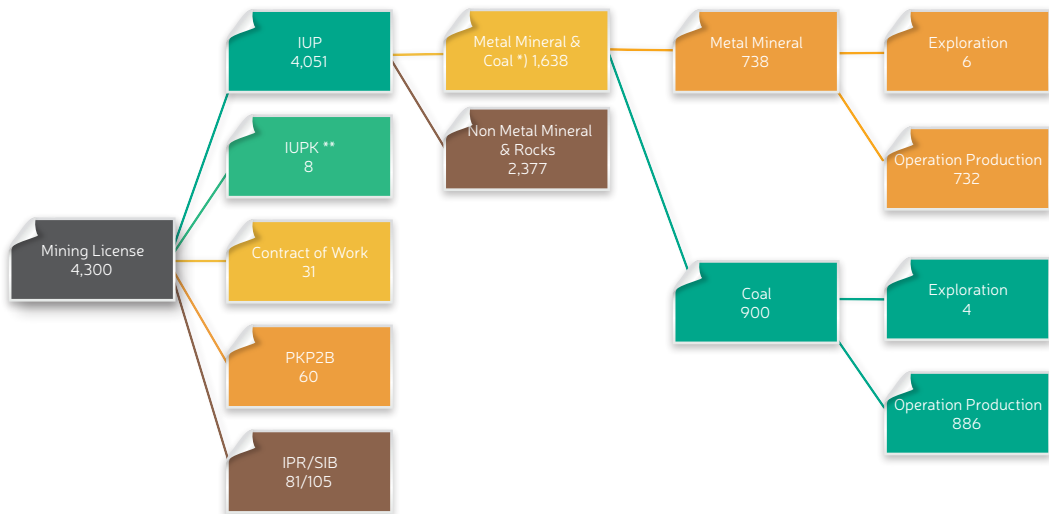 Mining License
4,300
IUP
4,051
IUPK **
8
Contract of Work
31
PKP2B
60
IPR/SIB
81/105
Metal Mineral &
Coal *) 1,638
Non Metal Mineral
& Rocks
2,377
Metal Mineral
738
Coal
900
Exploration
6
Operation Production
732
Exploration
4
Operation Production
886